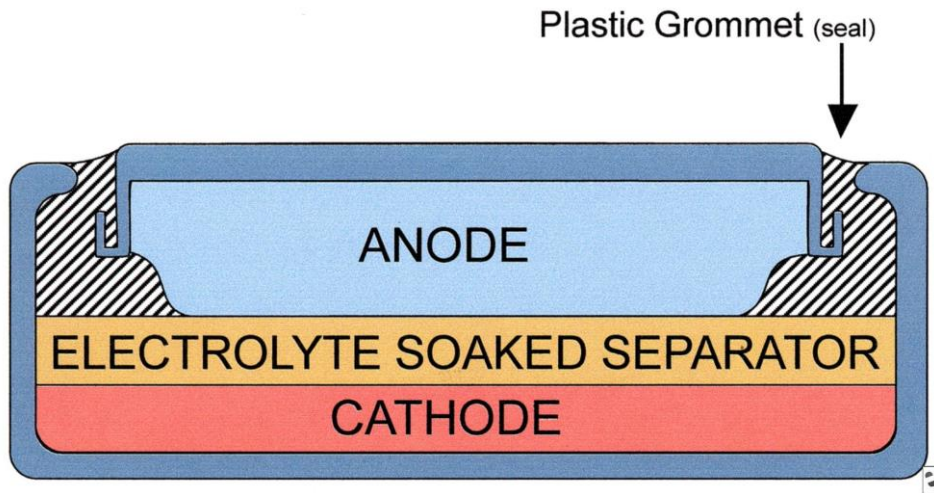 Plastic Grommet (seal)
ANODE
ELECTROLYTE SOAKED SEPARATOR
CATHODE